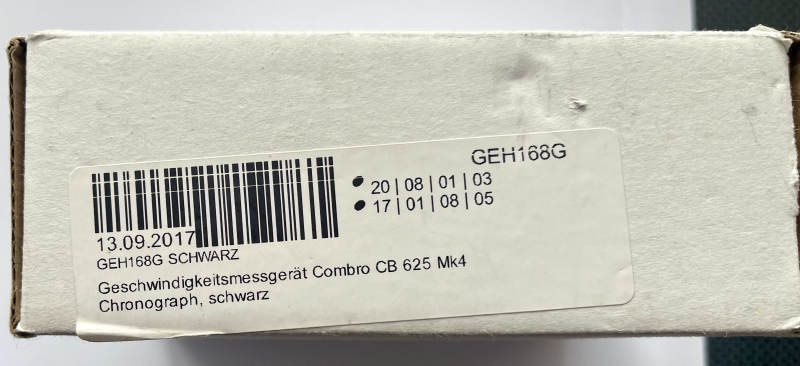 GEH168G
20 | 08 | 01 | 03
17 | 01 | 08 | 05
13.09.2017
GEH168G SCHWARZ
Geschwindigkeitsmessgerät Combro CB 625 Mk4
Chronograph, schwarz